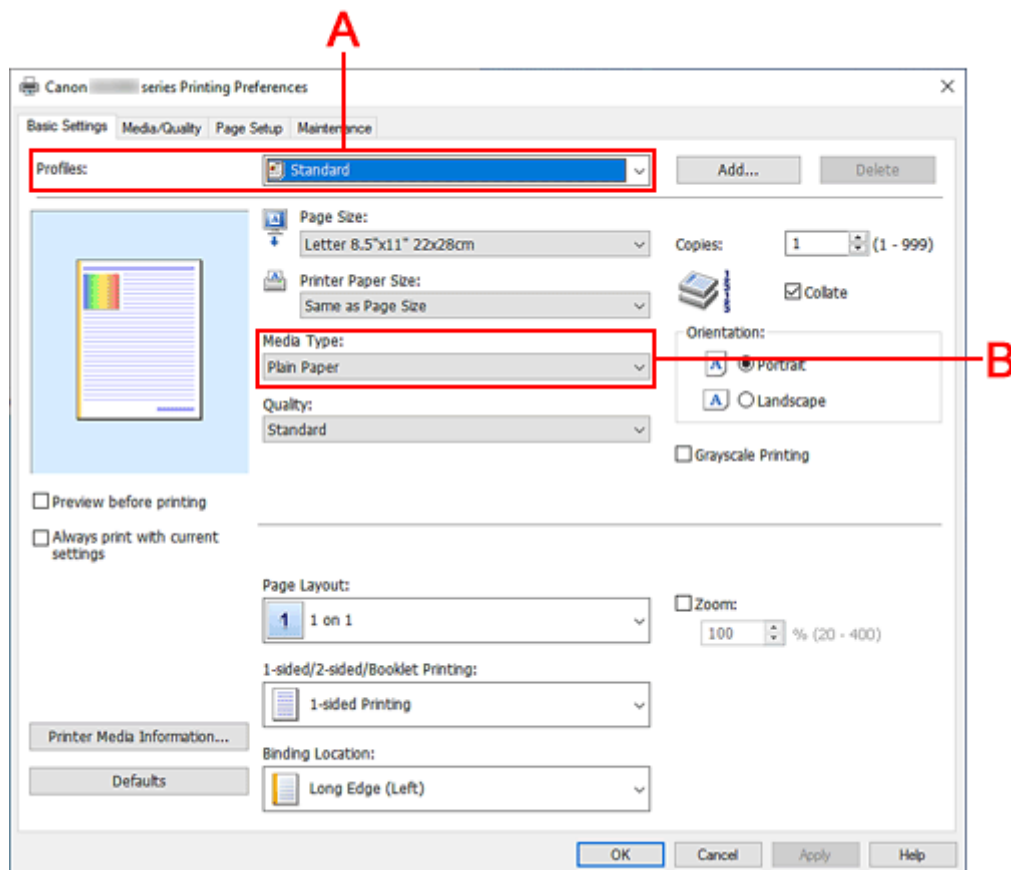 A
Canon series Printing Preferences
Basic Settings Media/Quality Page Setup Maintenance
Profiles: Standard Add... Delete
Page Size:
Letter 8.5"x11" 22x28cm
Copies: 1 (1 - 999)
Printer Paper Size:
Same as Page Size
Collate
Media Type:
Plain Paper
B
Orientation:
A Portrait
A Landscape
Quality:
Standard
Grayscale Printing
Preview before printing
Always print with current
settings
Page Layout:
1 1 on 1
Zoom:
100 % (20 - 400)
1-sided/2-sided/Booklet Printing:
1-sided Printing
Printer Media Information...
Defaults
Binding Location:
Long Edge (Left)
OK Cancel Apply Help